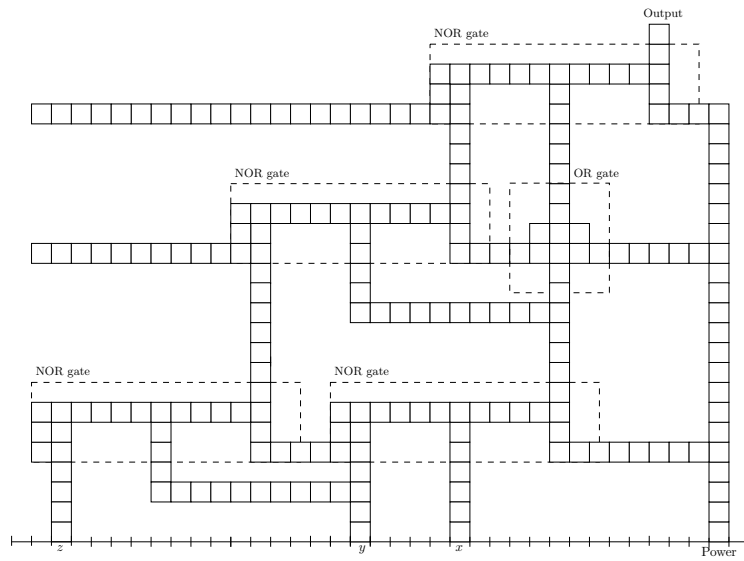 Output
NOR gate
NOR gate
OR gate
NOR gate
NOR gate
z
y
x
Power